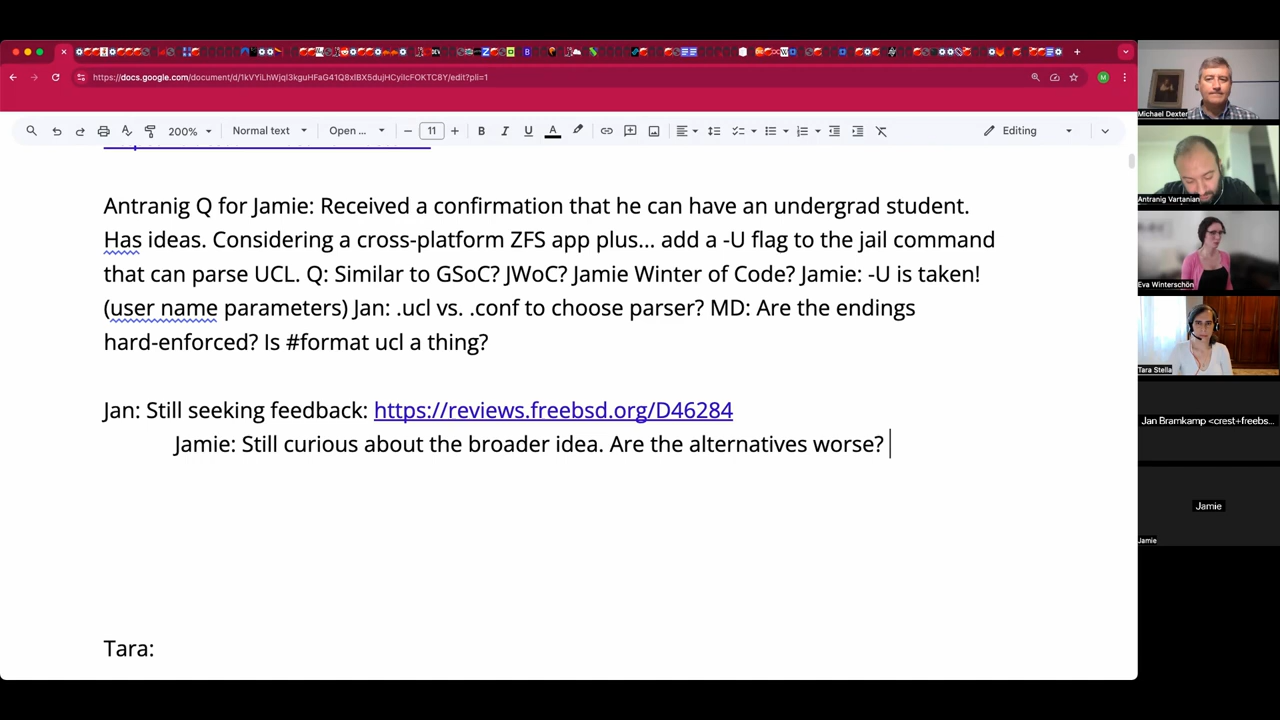 https://docs.google.com/document/d/1kVYiLhWjqI3kguHFaG41Q8xIBX5dujHCyilcFOKTC8Y/edit?pli=1
M
200%
Normal text
Open ...
11
B
I
U
A
Editing
Antranig Q for Jamie: Received a confirmation that he can have an undergrad student.
Has ideas. Considering a cross-platform ZFS app plus... add a -U flag to the jail command
that can parse UCL. Q: Similar to GSoC? JWoC? Jamie Winter of Code? Jamie: -U is taken!
(user name parameters) Jan: .ucl vs. .conf to choose parser? MD: Are the endings
hard-enforced? Is #format ucl a thing?
Jan: Still seeking feedback: https://reviews.freebsd.org/D46284
Jamie: Still curious about the broader idea. Are the alternatives worse?
Tara:
Michael Dexter
Antranig Vartanian
Eva Winterschön
Tara Stella
Jan Bramkamp <crest+freebs...
Jamie
Jamie